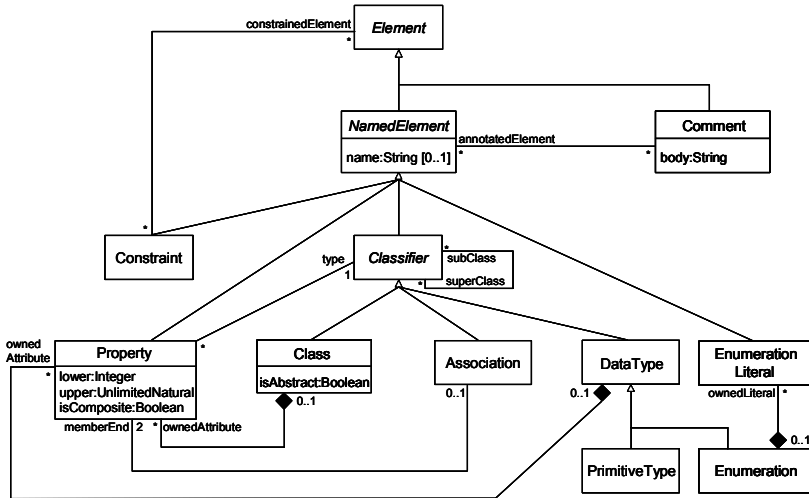 constrainedElement
Element
*
NamedElement
name:String [0..1]
annotatedElement
*
*
Comment
body:String
*
Constraint
type
1
Classifier
*
subClass
superClass
*
owned
Attribute
*
Property
lower:Integer
upper:UnlimitedNatural
isComposite:Boolean
*
Class
isAbstract:Boolean
Association
DataType
Enumeration
Literal
memberEnd 2
* ownedAttribute
0..1
0..1
0..1
ownedLiteral *
PrimitiveType
Enumeration
0..1